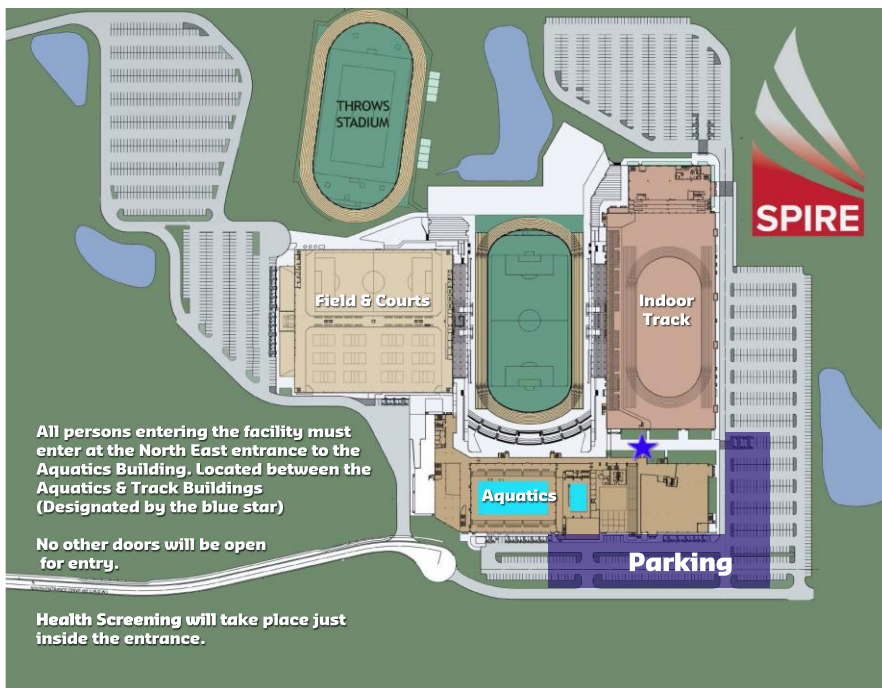 THROWS
STADIUM
SPIRE
Field & Courts
Indoor
Track
All persons entering the facility must
enter at the North East entrance to the
Aquatics Building. Located between the
Aquatics & Track Buildings
(Designated by the blue star)
Aquatics
No other doors will be open
for entry.
Parking
Health Screening will take place just
inside the entrance.